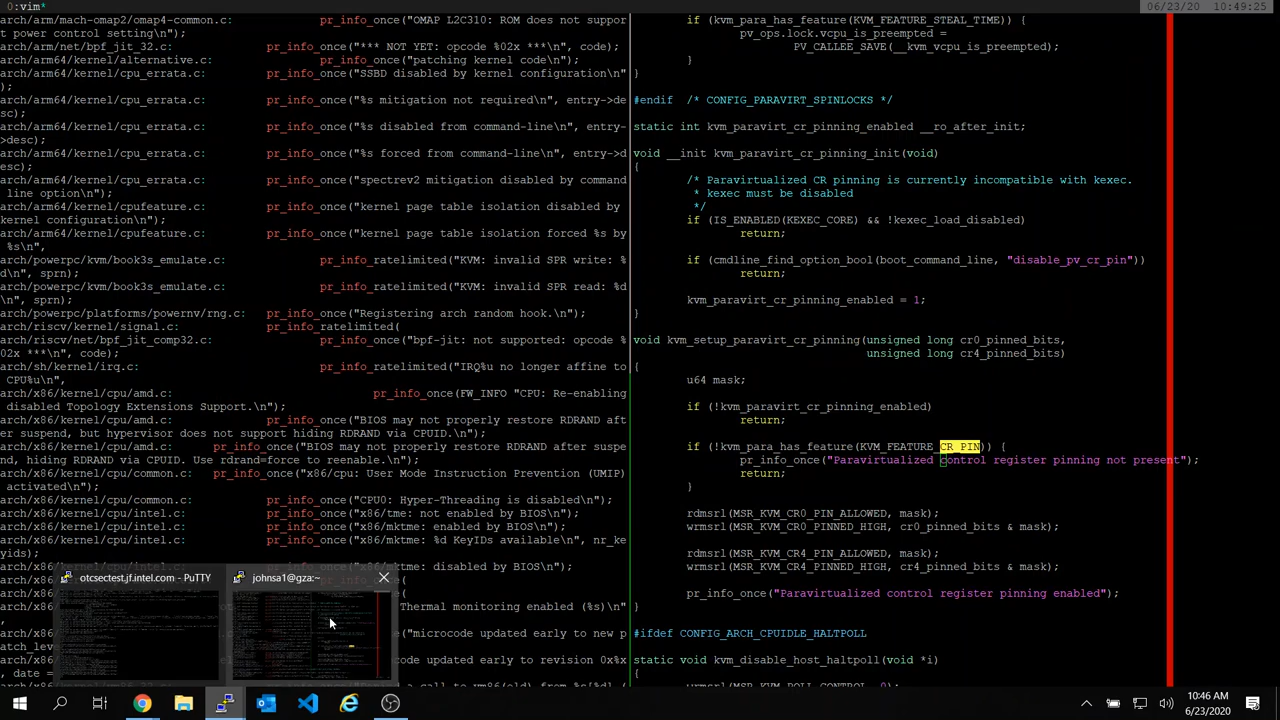 0:vim*
06/23/20 10:49:25
arch/arm/mach-omap2/omap4-common.c: pr_info_once("OMAP L2C310: ROM does not suppor
t power control setting\n");
arch/arm/net/bpf_jit_32.c: pr_info_once("*** NOT YET: opcode %02x ***\n", code);
arch/arm64/kernel/alternative.c: pr_info_once("patching kernel code\n");
arch/arm64/kernel/cpu_errata.c: pr_info_once("SSBD disabled by kernel configuration\n"
);
arch/arm64/kernel/cpu_errata.c: pr_info_once("%s mitigation not required\n", entry->de
sc);
arch/arm64/kernel/cpu_errata.c: pr_info_once("%s disabled from command-line\n", entry-
>desc);
arch/arm64/kernel/cpu_errata.c: pr_info_once("%s forced from command-line\n", entry->d
esc);
arch/arm64/kernel/cpu_errata.c: pr_info_once("spectrev2 mitigation disabled by command
line option\n");
arch/arm64/kernel/cpufeature.c: pr_info_once("kernel page table isolation disabled by
kernel configuration\n");
arch/arm64/kernel/cpufeature.c: pr_info_once("kernel page table isolation forced %s by
%s\n",
arch/powerpc/kvm/book3s_emulate.c: pr_info_ratelimited("KVM: invalid SPR write: %
d\n", sprn);
arch/powerpc/kvm/book3s_emulate.c: pr_info_ratelimited("KVM: invalid SPR read: %d
\n", sprn);
arch/powerpc/platforms/powernv/rng.c: pr_info_once("Registering arch random hook.\n");
arch/riscv/kernel/signal.c: pr_info_ratelimited(
arch/riscv/net/bpf_jit_comp32.c: pr_info_once("bpf-jit: not supported: opcode %
02x ***\n", code);
arch/sh/kernel/irq.c: pr_info_ratelimited("IRQ%u no longer affine to
CPU%u\n",
arch/x86/kernel/cpu/amd.c: pr_info_once(FW_INFO "CPU: Re-enabling
disabled Topology Extensions Support.\n");
arch/x86/kernel/cpu/amd.c: pr_info_once("BIOS may not properly restore RDRAND aft
er suspend, but hypervisor does not support hiding RDRAND via CPUID.\n");
arch/x86/kernel/cpu/amd.c: pr_info_once("BIOS may not properly restore RDRAND after suspe
nd, hiding RDRAND via CPUID. Use rdrand=force to reenable.\n");
arch/x86/kernel/cpu/common.c: pr_info_once("x86/cpu: User Mode Instruction Prevention (UMIP)
activated\n");
arch/x86/kernel/cpu/common.c: pr_info_once("CPU0: Hyper-Threading is disabled\n");
arch/x86/kernel/cpu/intel.c: pr_info_once("x86/tme: not enabled by BIOS\n");
arch/x86/kernel/cpu/intel.c: pr_info_once("x86/mktme: enabled by BIOS\n");
arch/x86/kernel/cpu/intel.c: pr_info_once("x86/mktme: %d KeyIDs available\n", nr_ke
yids);
arch/x86/kernel/cpu/intel.c: pr_info_once("x86/mktme: disabled by BIOS\n");
if (kvm_para_has_feature(KVM_FEATURE_STEAL_TIME)) {
pv_ops.lock.vcpu_is_preempted =
PV_CALLEE_SAVE(__kvm_vcpu_is_preempted);
}
}
#endif /* CONFIG_PARAVIRT_SPINLOCKS */
static int kvm_paravirt_cr_pinning_enabled __ro_after_init;
void __init kvm_paravirt_cr_pinning_init(void)
{
/* Paravirtualized CR pinning is currently incompatible with kexec.
* kexec must be disabled
*/
if (IS_ENABLED(KEXEC_CORE) && !kexec_load_disabled)
return;
if (cmdline_find_option_bool(boot_command_line, "disable_pv_cr_pin"))
return;
kvm_paravirt_cr_pinning_enabled = 1;
}
void kvm_setup_paravirt_cr_pinning(unsigned long cr0_pinned_bits,
unsigned long cr4_pinned_bits)
{
u64 mask;
if (!kvm_paravirt_cr_pinning_enabled)
return;
if (!kvm_para_has_feature(KVM_FEATURE_CR_PIN)) {
pr_info_once("Paravirtualized control register pinning not present");
return;
}
rdmsrl(MSR_KVM_CR0_PIN_ALLOWED, mask);
wrmsrl(MSR_KVM_CR0_PINNED_HIGH, cr0_pinned_bits & mask);
rdmsrl(MSR_KVM_CR4_PIN_ALLOWED, mask);
wrmsrl(MSR_KVM_CR4_PINNED_HIGH, cr4_pinned_bits & mask);
pr_info_once("Paravirtualized control register pinning enabled");
}
#ifdef CONFIG_ARCH_CPUIDLE_HALTPOLL
static void kvm_disable_host_haltpoll(void *i)
{
otcsectest.jf.intel.com - PuTTY
johnsa1@gza:~
10:46 AM
6/23/2020